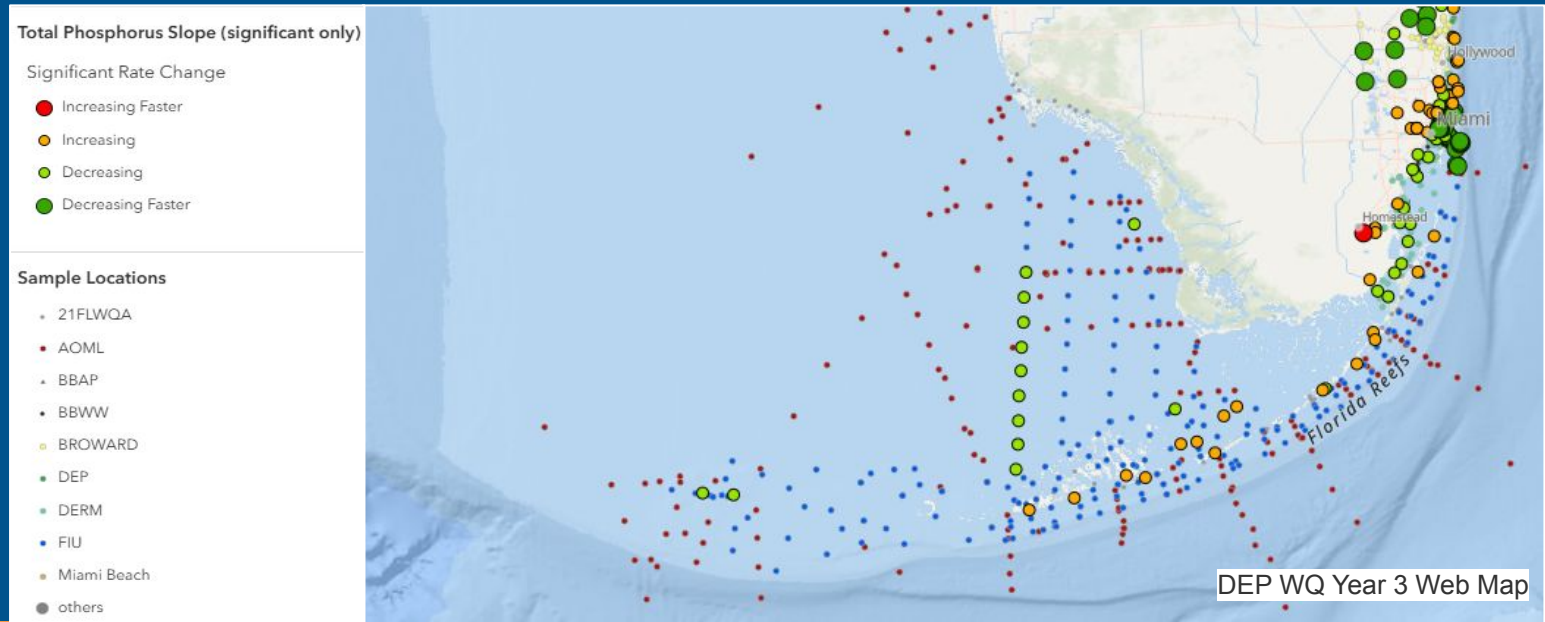 Total Phosphorus Slope (significant only)
Significant Rate Change
Increasing Faster
Increasing
Decreasing
Decreasing Faster
Sample Locations
21FLWQA
AOML
BBAP
BBWW
BROWARD
DEP
DERM
FIU
Miami Beach
others
Hollywood
Miami
Homestead
Florida Reefs
DEP WQ Year 3 Web Map